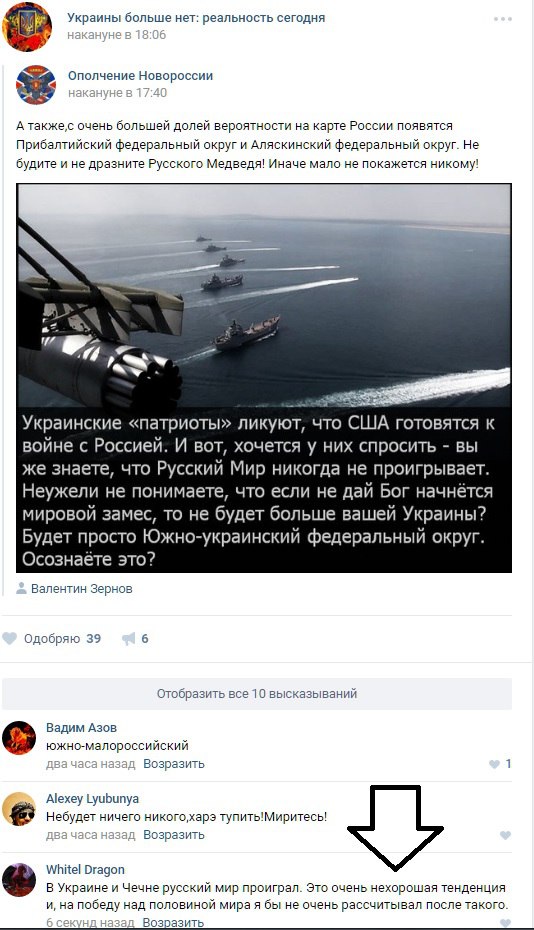 Украины больше нет: реальность сегодня
накануне в 18:06
Ополчение Новороссии
накануне в 17:40
А также,с очень большей долей вероятности на карте России появятся
Прибалтийский федеральный округ и Аляскинский федеральный округ. Не
будите и не дразните Русского Медведя! Иначе мало не покажется никому!
Украинские «патриоты» ликуют, что США готовятся к
войне с Россией. И вот, хочется у них спросить - вы
же знаете, что Русский Мир никогда не проигрывает.
Неужели не понимаете, что если не дай Бог начнётся
мировой замес, то не будет больше вашей Украины?
Будет просто Южно-украинский федеральный округ.
Осознаёте это?
Валентин Зернов
Одобряю 39 6
Отобразить все 10 высказываний
Вадим Азов
южно-малороссийский
два часа назад Возразить 1
Alexey Lyubunya
Небудет ничего никого,харэ тупить!Миритесь!
два часа назад Возразить
Whitel Dragon
В Украине и Чечне русский мир проиграл. Это очень нехорошая тенденция
и, на победу над половиной мира я бы не очень рассчитывал после такого.
6 секунд назад Возразить